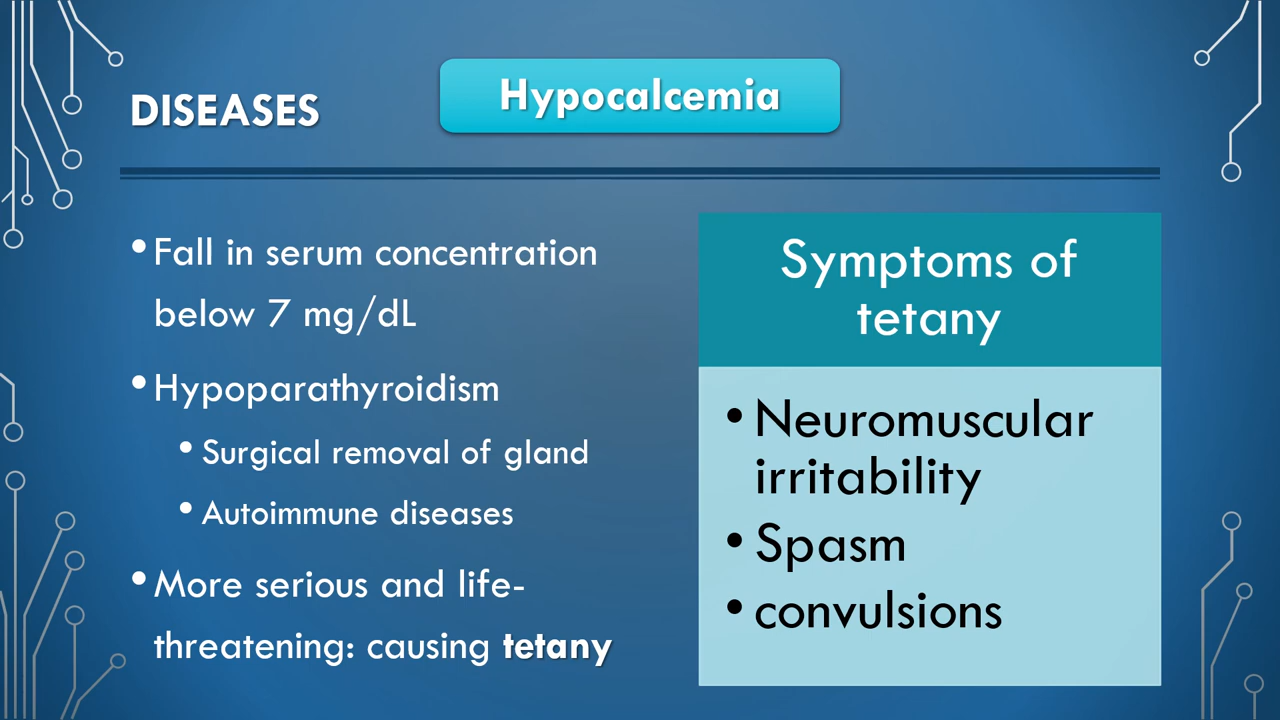 DISEASES
Hypocalcemia
• Fall in serum concentration
below 7 mg/dL
• Hypoparathyroidism
• Surgical removal of gland
• Autoimmune diseases
• More serious and life-
threatening: causing tetany
Symptoms of
tetany
• Neuromuscular
irritability
• Spasm
• convulsions